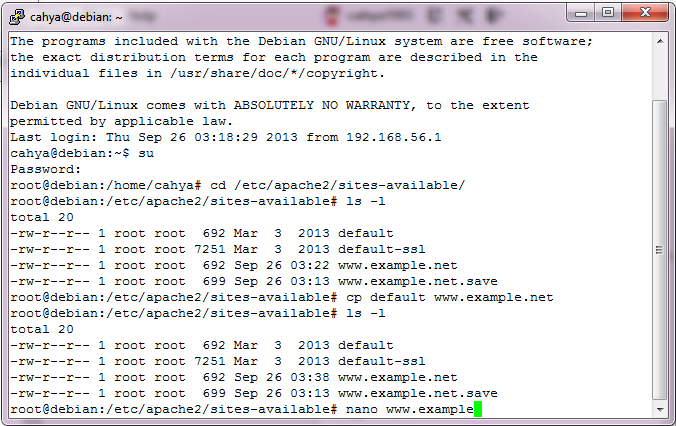 cahya@debian: ~
The programs included with the Debian GNU/Linux system are free software;
the exact distribution terms for each program are described in the
individual files in /usr/share/doc/*/copyright.
Debian GNU/Linux comes with ABSOLUTELY NO WARRANTY, to the extent
permitted by applicable law.
Last login: Thu Sep 26 03:18:29 2013 from 192.168.56.1
cahya@debian:~$ su
Password:
root@debian:/home/cahya# cd /etc/apache2/sites-available/
root@debian:/etc/apache2/sites-available# ls -l
total 20
-rw-r--r-- 1 root root  692 Mar  3  2013 default
-rw-r--r-- 1 root root 7251 Mar  3  2013 default-ssl
-rw-r--r-- 1 root root  692 Sep 26 03:22 www.example.net
-rw-r--r-- 1 root root  699 Sep 26 03:13 www.example.net.save
root@debian:/etc/apache2/sites-available# cp default www.example.net
root@debian:/etc/apache2/sites-available# ls -l
total 20
-rw-r--r-- 1 root root  692 Mar  3  2013 default
-rw-r--r-- 1 root root 7251 Mar  3  2013 default-ssl
-rw-r--r-- 1 root root  692 Sep 26 03:38 www.example.net
-rw-r--r-- 1 root root  699 Sep 26 03:13 www.example.net.save
root@debian:/etc/apache2/sites-available# nano www.example